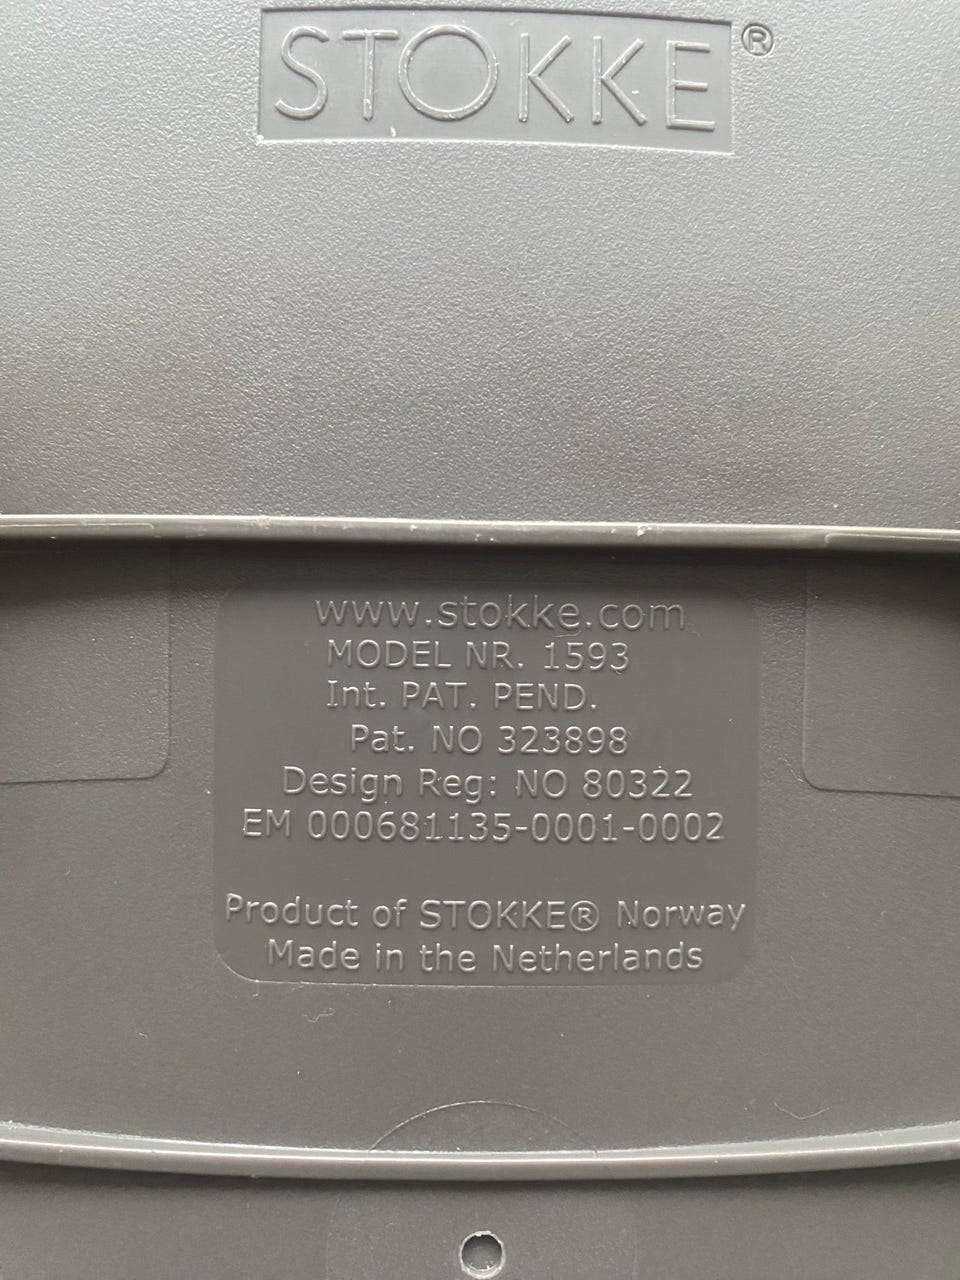 STOKKE®
www.stokke.com
MODEL NR. 1593
Int. PAT. PEND.
Pat. NO 323898
Design Reg: NO 80322
EM 000681135-0001-0002
Product of STOKKE® Norway
Made in the Netherlands